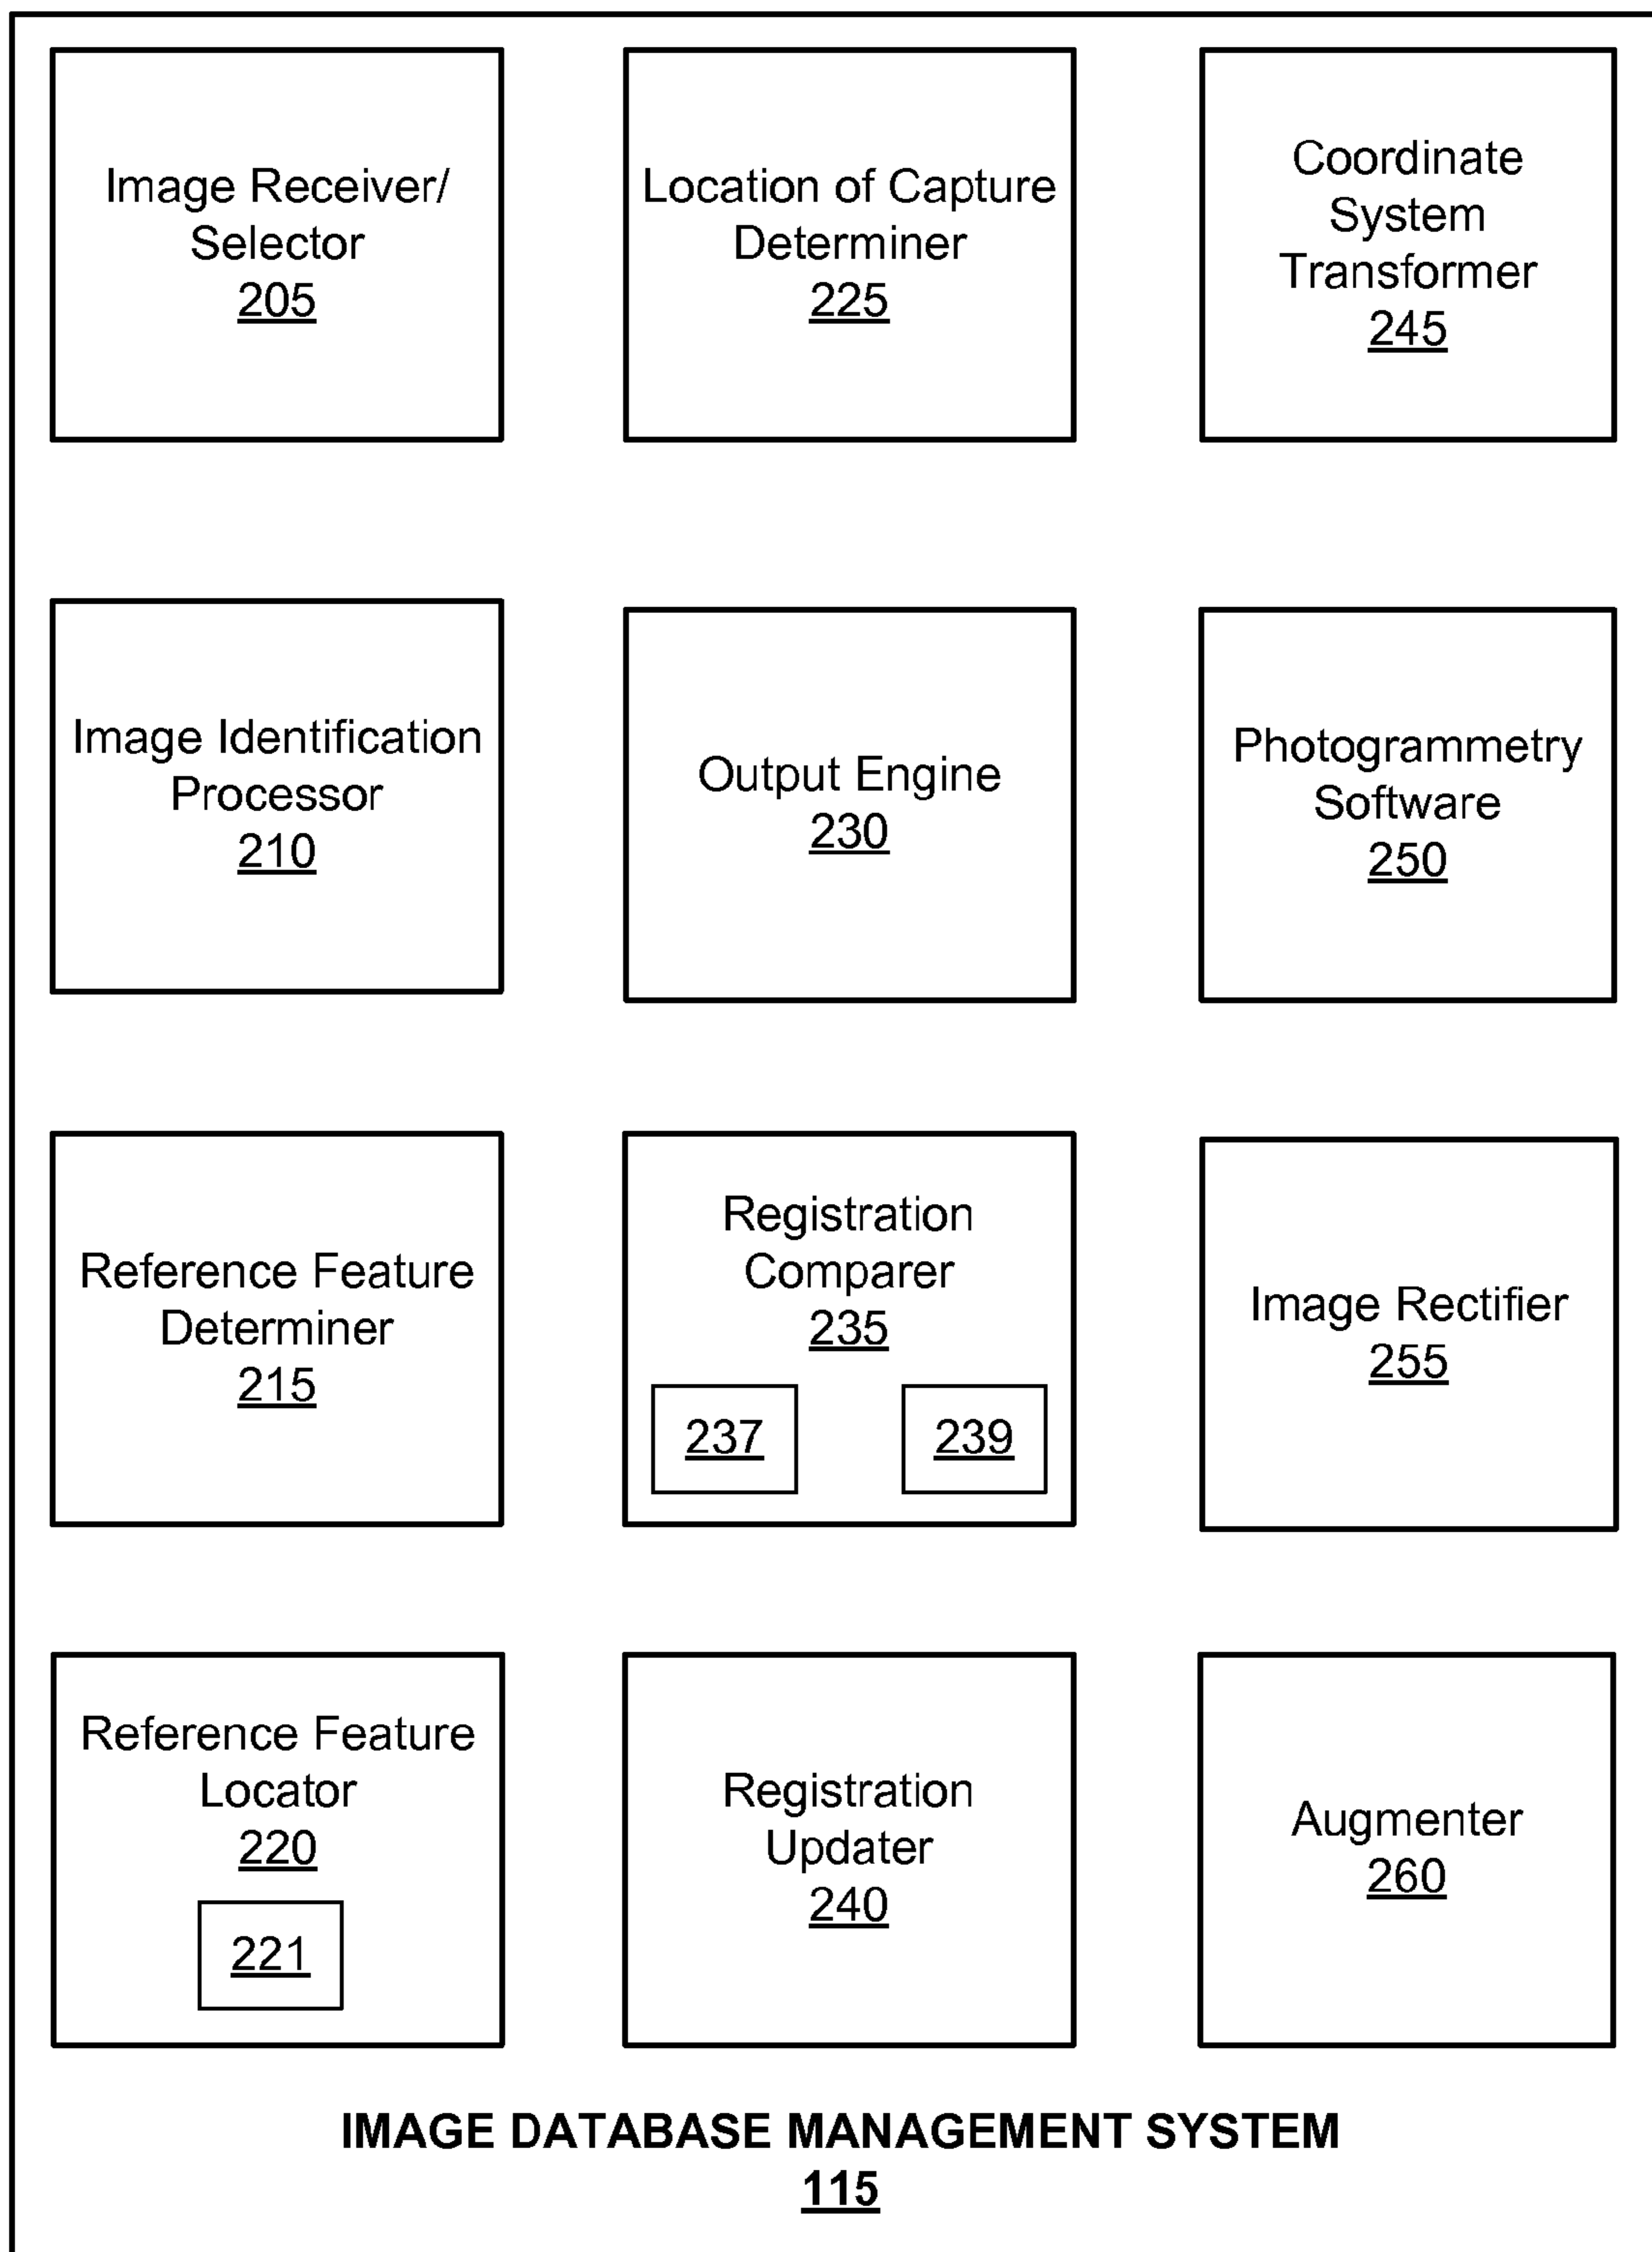 Image Receiver/
Selector
205
Location of Capture
Determiner
225
Coordinate
System
Transformer
245
Image Identification
Processor
210
Output Engine
230
Photogrammetry
Software
250
Reference Feature
Determiner
215
Registration
Comparer
235
237
239
Image Rectifier
255
Reference Feature
Locator
220
221
Registration
Updater
240
Augmenter
260
IMAGE DATABASE MANAGEMENT SYSTEM
115